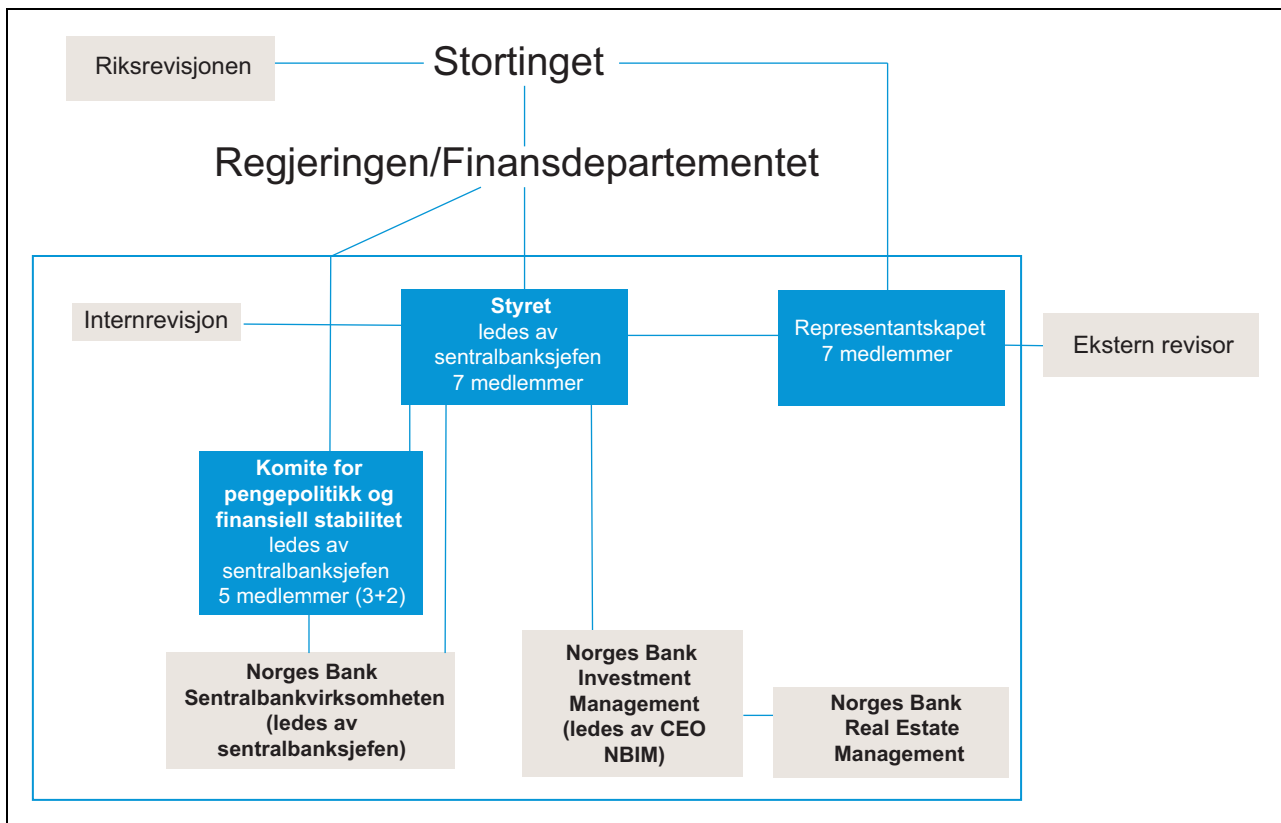 Riksrevisjonen
Stortinget
Regjeringen/Finansdepartementet
Internrevisjon
Styret
ledes av
sentralbanksjefen
7 medlemmer
Representantskapet
7 medlemmer
Ekstern revisor
Komite for
pengepolitikk og
finansiell stabilitet
ledes av
sentralbanksjefen
5 medlemmer (3+2)
Norges Bank
Sentralbankvirksomheten
(ledes av
sentralbanksjefen)
Norges Bank
Investment
Management
(ledes av CEO
NBIM)
Norges Bank
Real Estate
Management